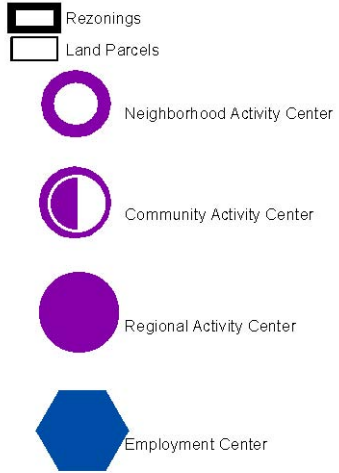 Rezonings
Land Parcels
Neighborhood Activity Center
Community Activity Center
Regional Activity Center
Employment Center